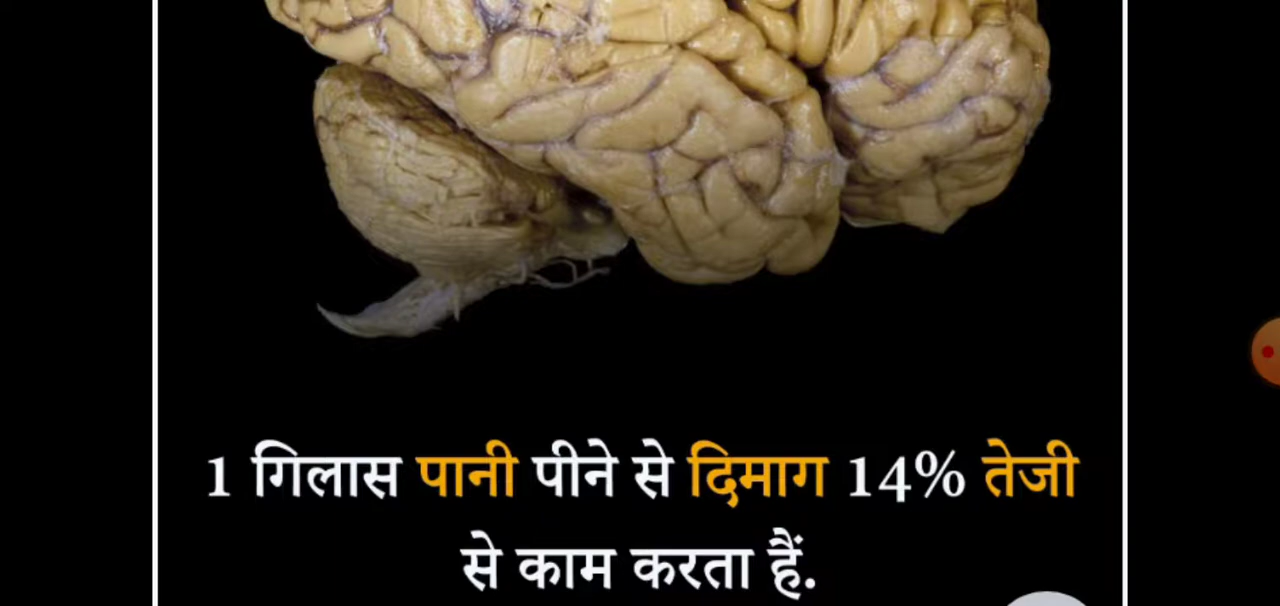 1 गिलास पानी पीने से दिमाग 14% तेजी
से काम करता हैं.